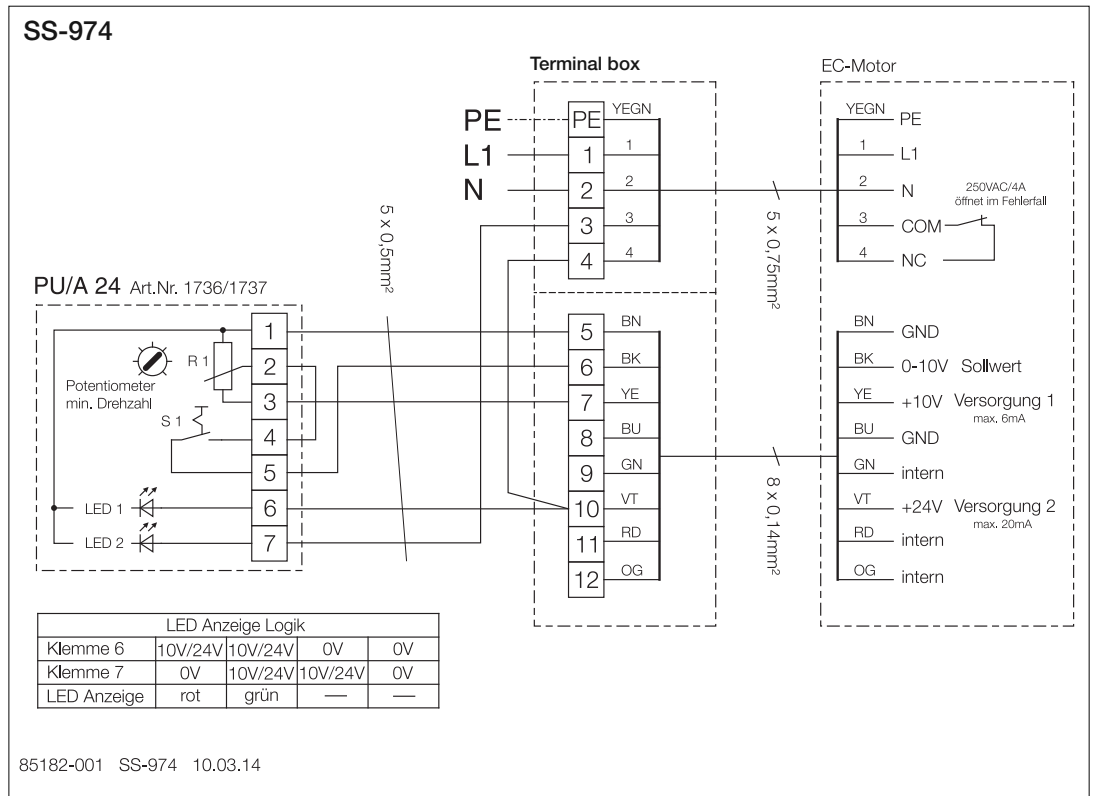 SS-974
Terminal box
EC-Motor
PE
L1
N
PE
1
2
3
4
YEGN
1
2
3
4
5 x 0,75mm²
YEGN PE
1 L1
2 N
3 COM
4 NC
250VAC/4A
öffnet im Fehlerfall
5 x 0,5mm²
PU/A 24 Art.Nr. 1736/1737
R 1
Potentiometer
min. Drehzahl
S 1
LED 1
LED 2
1
2
3
4
5
6
7
5 BN
6 BK
7 YE
8 BU
9 GN
10 VT
11 RD
12 OG
8 x 0,14mm²
BN GND
BK 0-10V Sollwert
YE +10V Versorgung 1
max. 6mA
BU GND
GN intern
VT +24V Versorgung 2
max. 20mA
RD intern
OG intern
LED Anzeige Logik
Klemme 6 10V/24V 10V/24V 0V 0V
Klemme 7 0V 10V/24V 10V/24V 0V
LED Anzeige rot grün — —
85182-001 SS-974 10.03.14